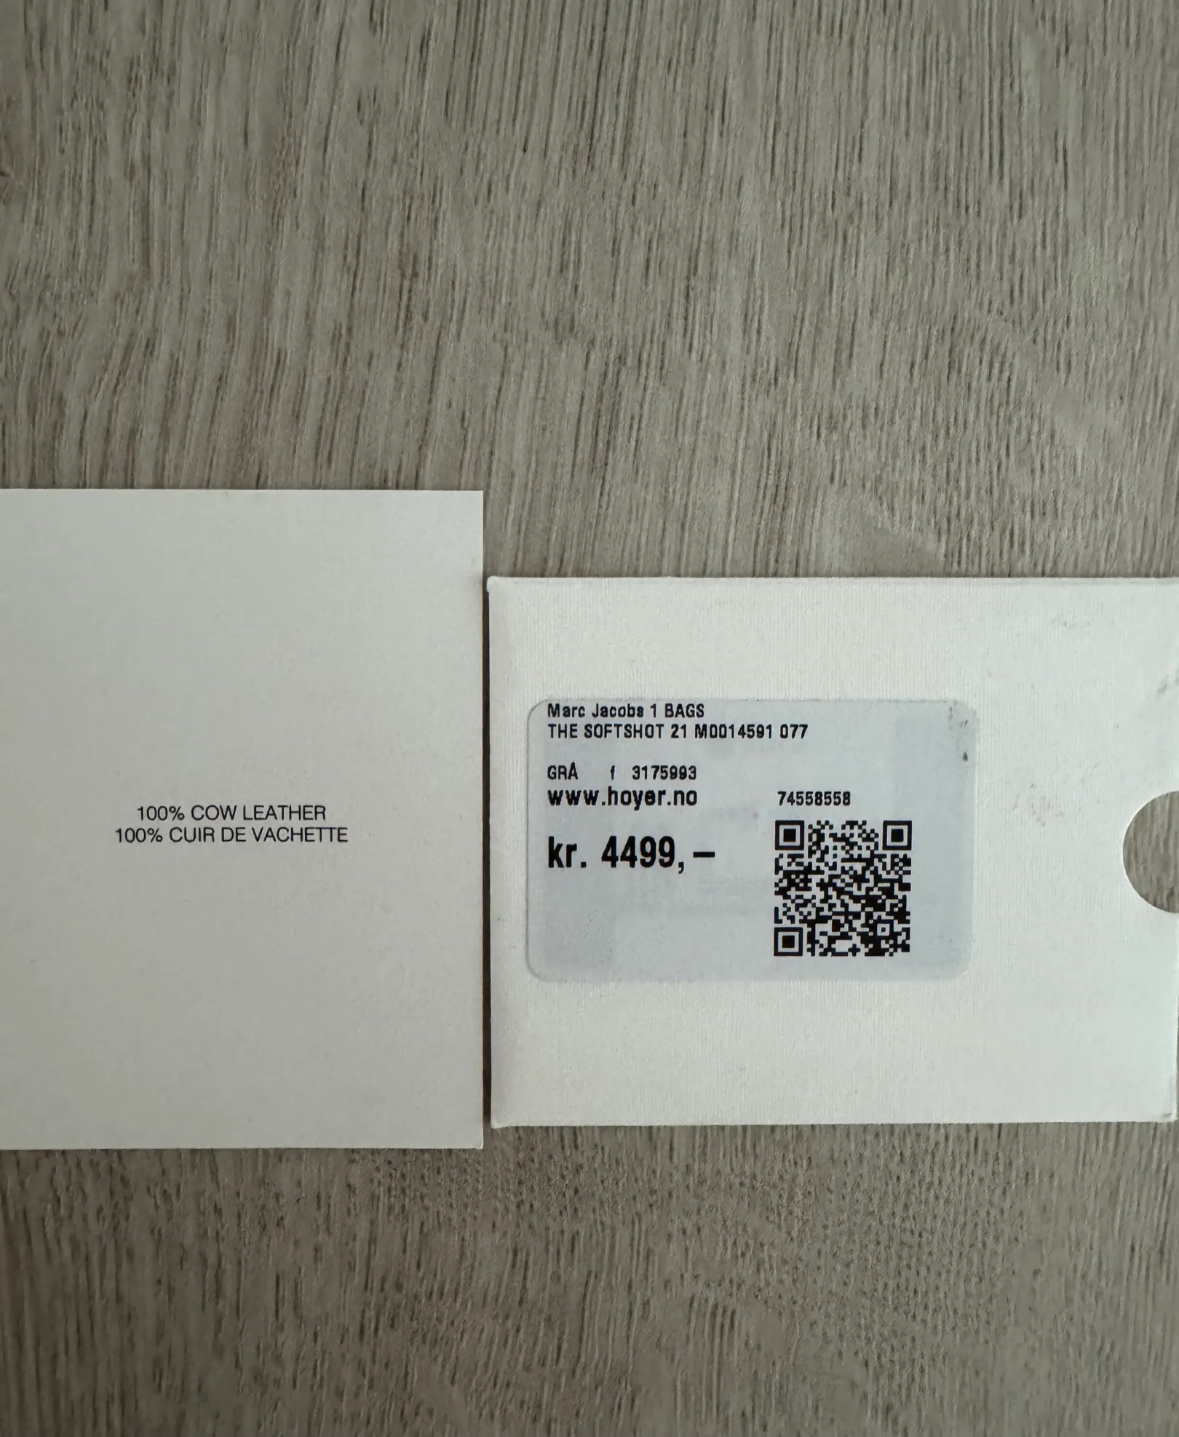 100% COW LEATHER
100% CUIR DE VACHETTE
Marc Jacobs 1 BAGS
THE SOFTSHOT 21 M0014591 077
GRÅ f 3175993
www.hoyer.no
74558558
kr. 4499,–